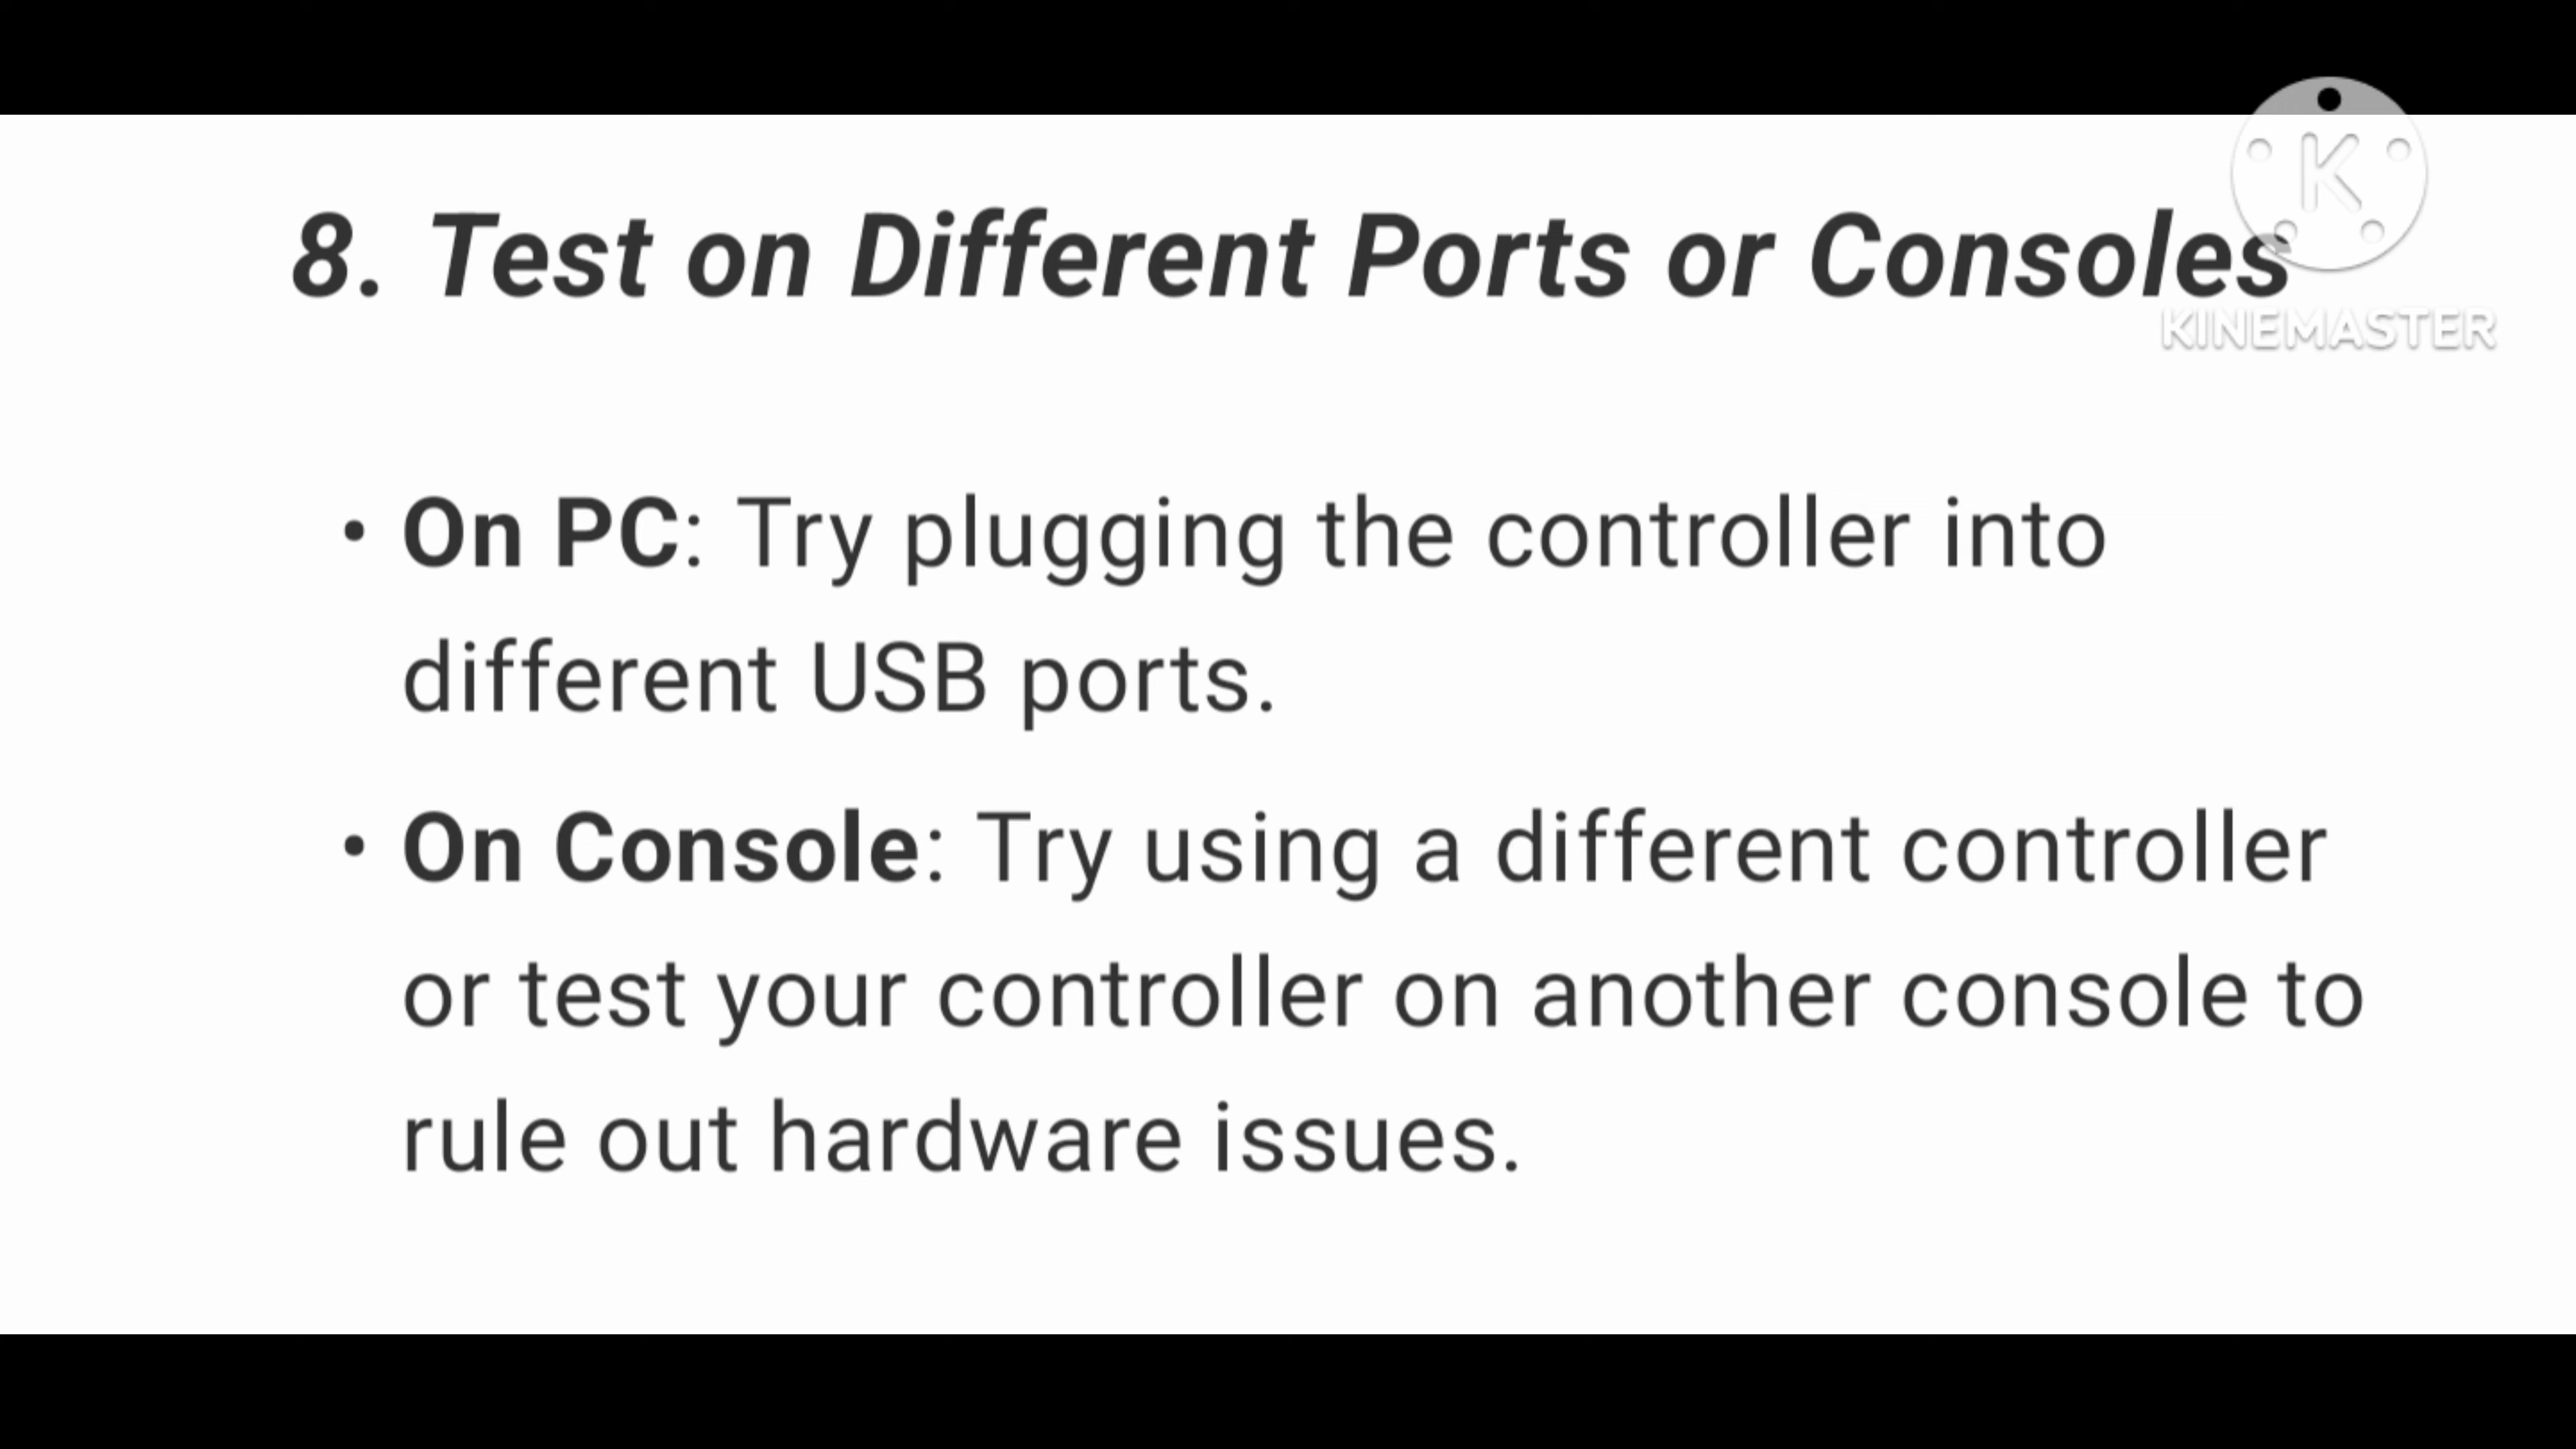 8. Test on Different Ports or Consoles
K
KINEMASTER
• On PC: Try plugging the controller into
different USB ports.
• On Console: Try using a different controller
or test your controller on another console to
rule out hardware issues.